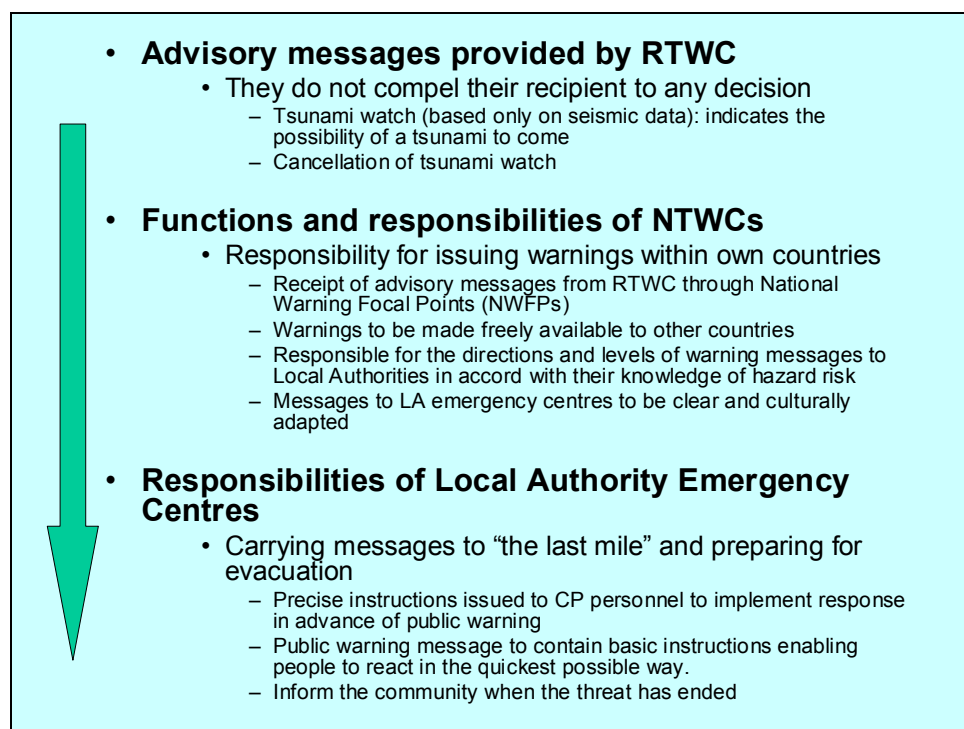 • Advisory messages provided by RTWC
• They do not compel their recipient to any decision
– Tsunami watch (based only on seismic data): indicates the
possibility of a tsunami to come
– Cancellation of tsunami watch
• Functions and responsibilities of NTWCs
• Responsibility for issuing warnings within own countries
– Receipt of advisory messages from RTWC through National
Warning Focal Points (NWFPs)
– Warnings to be made freely available to other countries
– Responsible for the directions and levels of warning messages to
Local Authorities in accord with their knowledge of hazard risk
– Messages to LA emergency centres to be clear and culturally
adapted
• Responsibilities of Local Authority Emergency
Centres
• Carrying messages to “the last mile” and preparing for
evacuation
– Precise instructions issued to CP personnel to implement response
in advance of public warning
– Public warning message to contain basic instructions enabling
people to react in the quickest possible way.
– Inform the community when the threat has ended